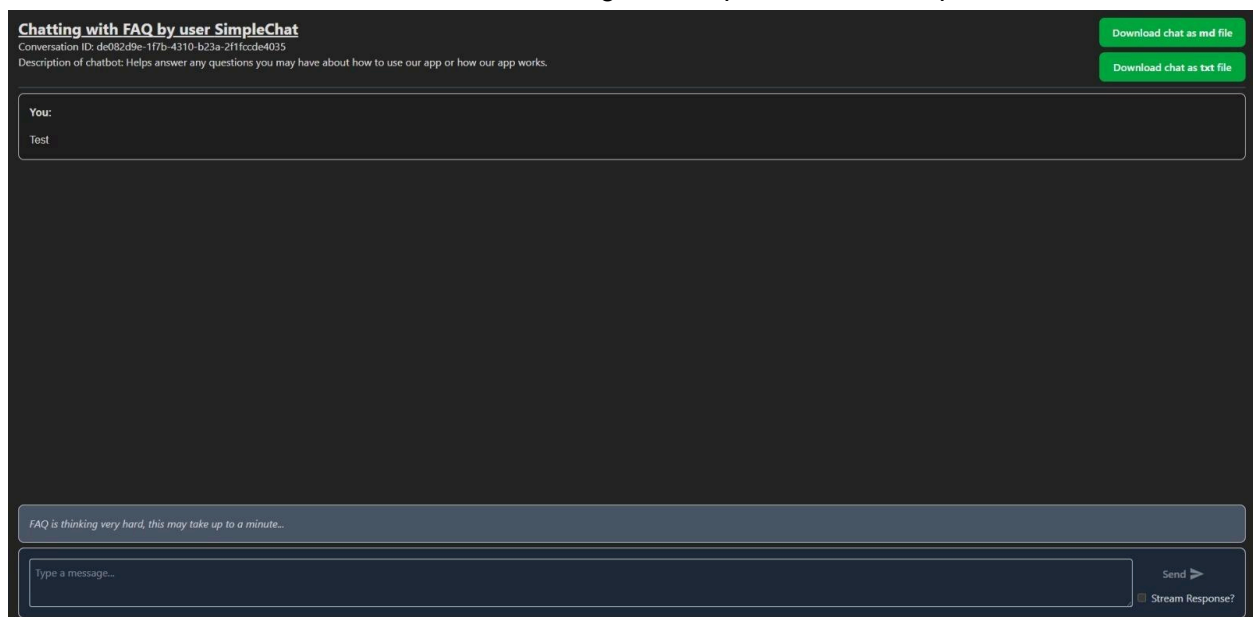 Chatting with FAQ by user SimpleChat
Conversation ID: de082d9e-1f7b-4310-b23a-2f1fccde4035
Description of chatbot: Helps answer any questions you may have about how to use our app or how our app works.
Download chat as md file
Download chat as txt file
You:
Test
FAQ is thinking very hard, this may take up to a minute...
Type a message...
Send
Stream Response?